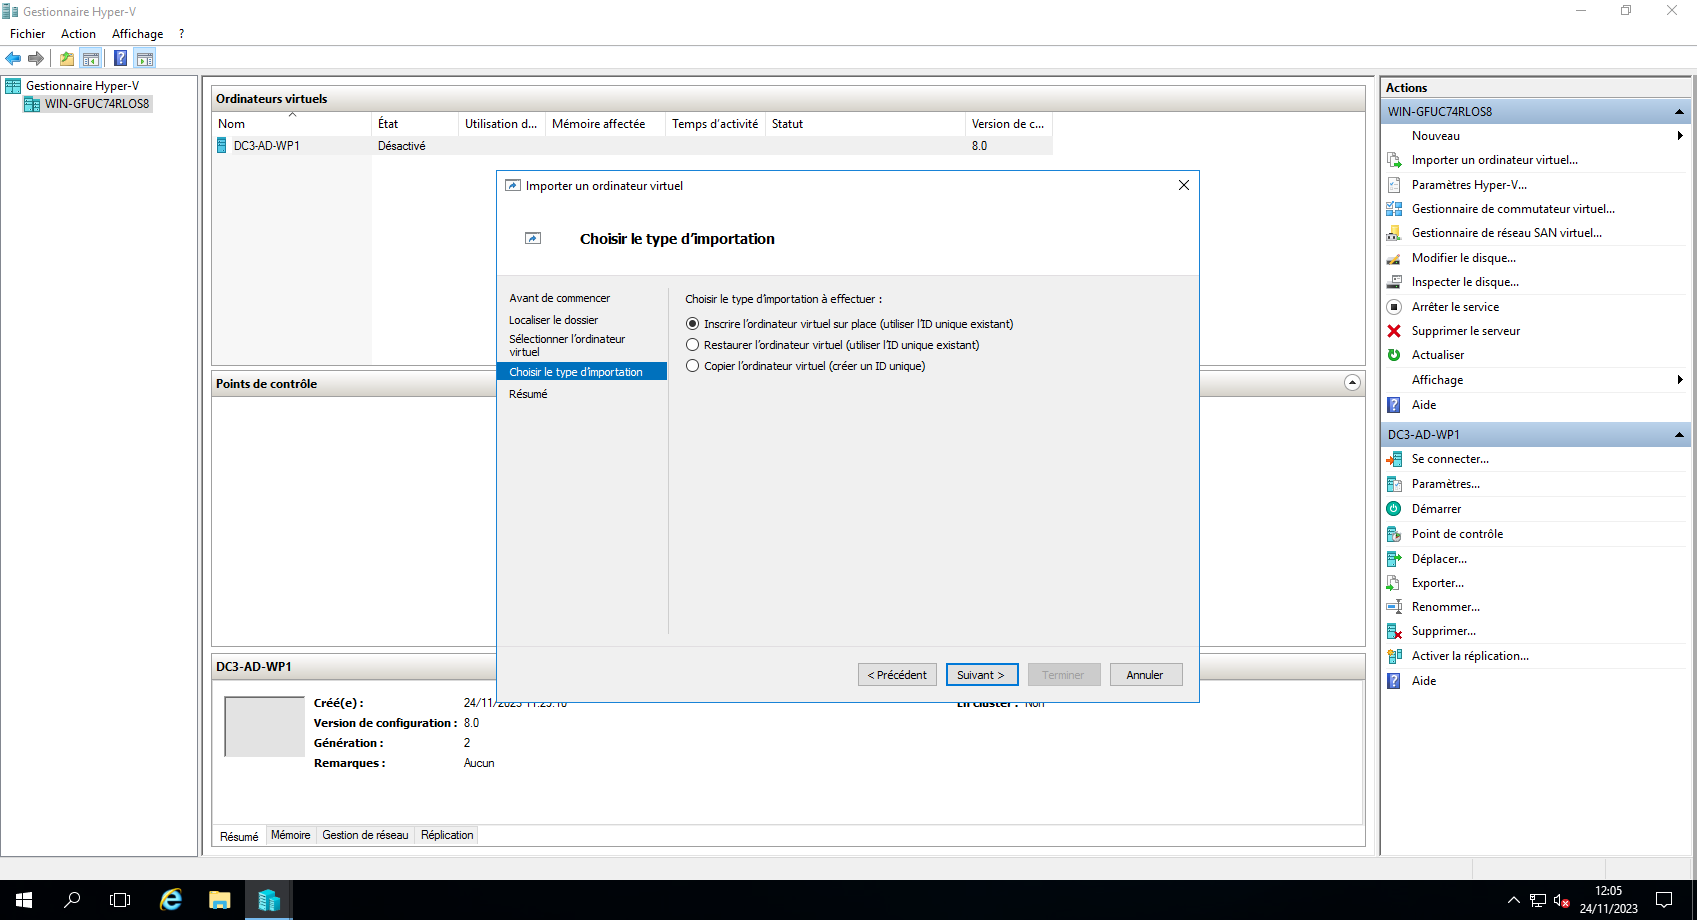 Gestionnaire Hyper-V
Fichier Action Affichage ?
Gestionnaire Hyper-V
WIN-GFUC74RLOS8
Ordinateurs virtuels
Nom État Utilisation d... Mémoire affectée Temps d'activité Statut Version de c...
DC3-AD-WP1 Désactivé 8.0
Importer un ordinateur virtuel
Choisir le type d'importation
Avant de commencer
Localiser le dossier
Sélectionner l'ordinateur
virtuel
Choisir le type d'importation
Résumé
Choisir le type d'importation à effectuer :
Inscrire l'ordinateur virtuel sur place (utiliser l'ID unique existant)
Restaurer l'ordinateur virtuel (utiliser l'ID unique existant)
Copier l'ordinateur virtuel (créer un ID unique)
< Précédent Suivant > Terminer Annuler
Points de contrôle
DC3-AD-WP1
Créé(e) : 24/11/2023
Version de configuration : 8.0
Génération : 2
Remarques : Aucun
En cluster : Non
Résumé Mémoire Gestion de réseau Réplication
Actions
WIN-GFUC74RLOS8
Nouveau
Importer un ordinateur virtuel...
Paramètres Hyper-V...
Gestionnaire de commutateur virtuel...
Gestionnaire de réseau SAN virtuel...
Modifier le disque...
Inspecter le disque...
Arrêter le service
Supprimer le serveur
Actualiser
Affichage
Aide
DC3-AD-WP1
Se connecter...
Paramètres...
Démarrer
Point de contrôle
Déplacer...
Exporter...
Renommer...
Supprimer...
Activer la réplication...
Aide
12:05
24/11/2023